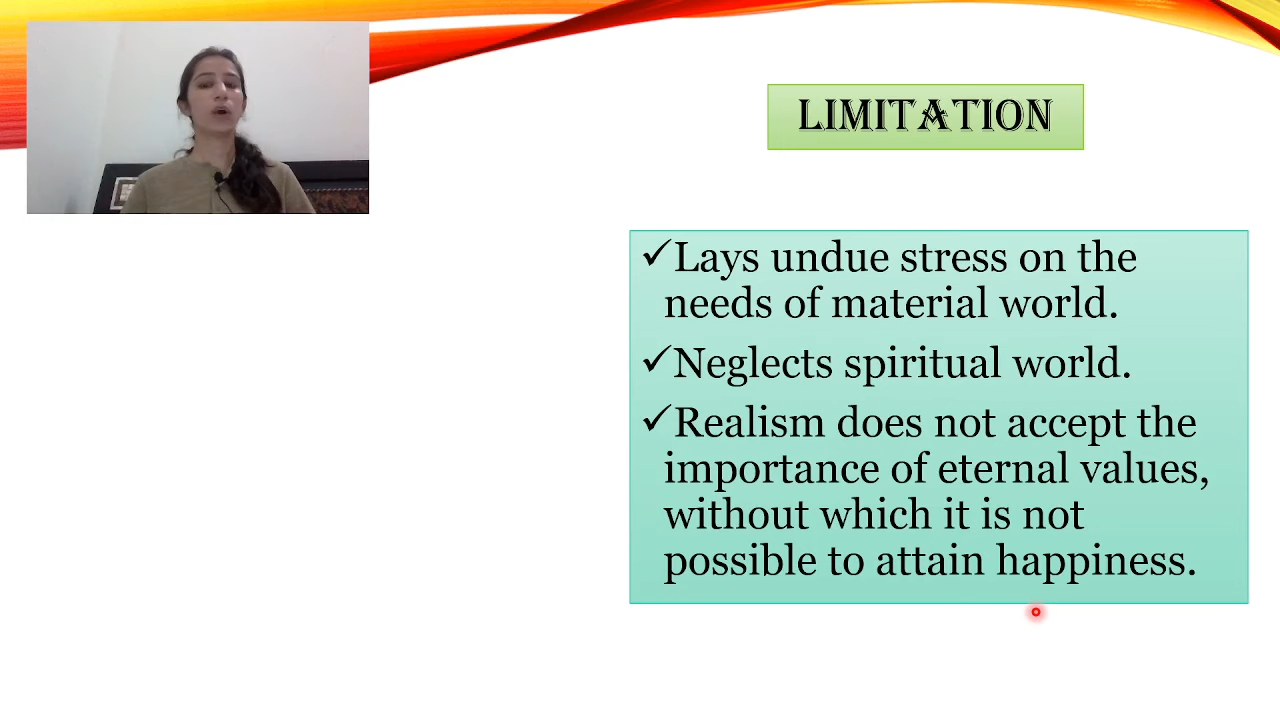 LIMITATION
✓Lays undue stress on the
needs of material world.
✓Neglects spiritual world.
✓Realism does not accept the
importance of eternal values,
without which it is not
possible to attain happiness.